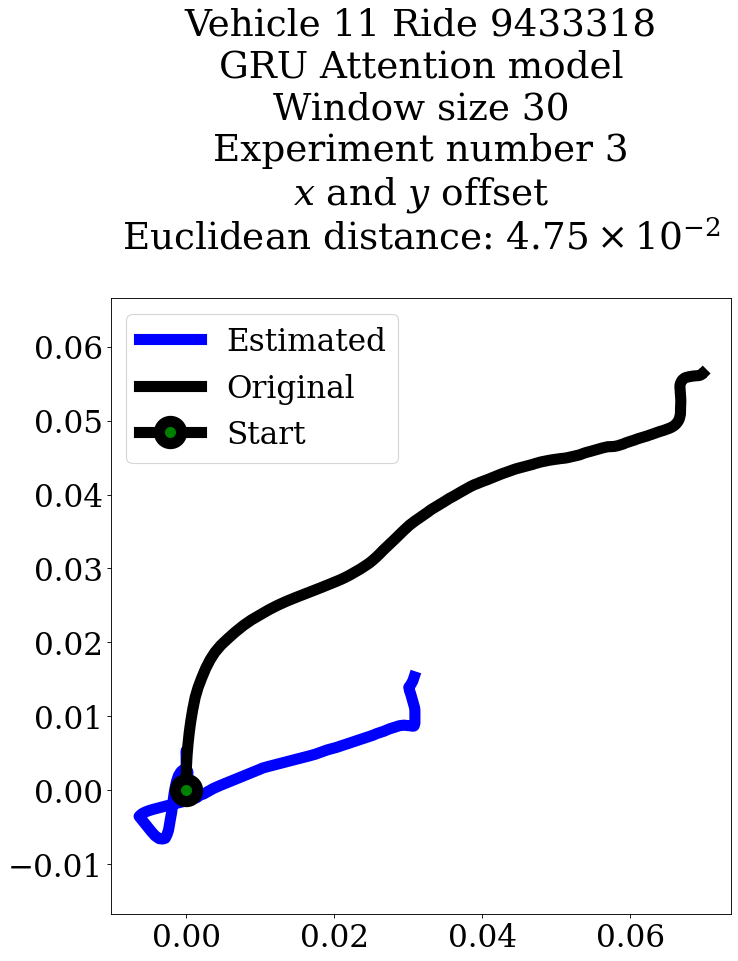 Vehicle 11 Ride 9433318
GRU Attention model
Window size 30
Experiment number 3
x and y offset
Euclidean distance: 4.75 × 10⁻²
Estimated
Original
Start
0.06
0.05
0.04
0.03
0.02
0.01
0.00
−0.01
0.00 0.02 0.04 0.06